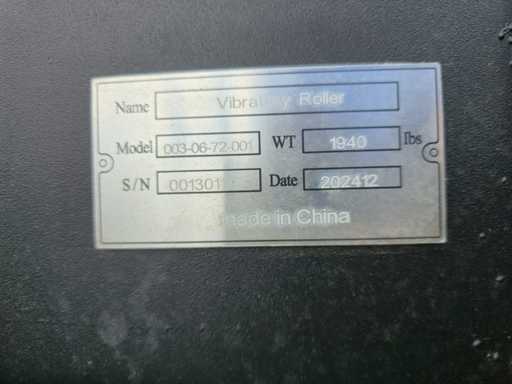 Name Vibratory Roller
Model 003-06-72-001 WT 1940 lbs
S/N 001301 Date 202412
made in China